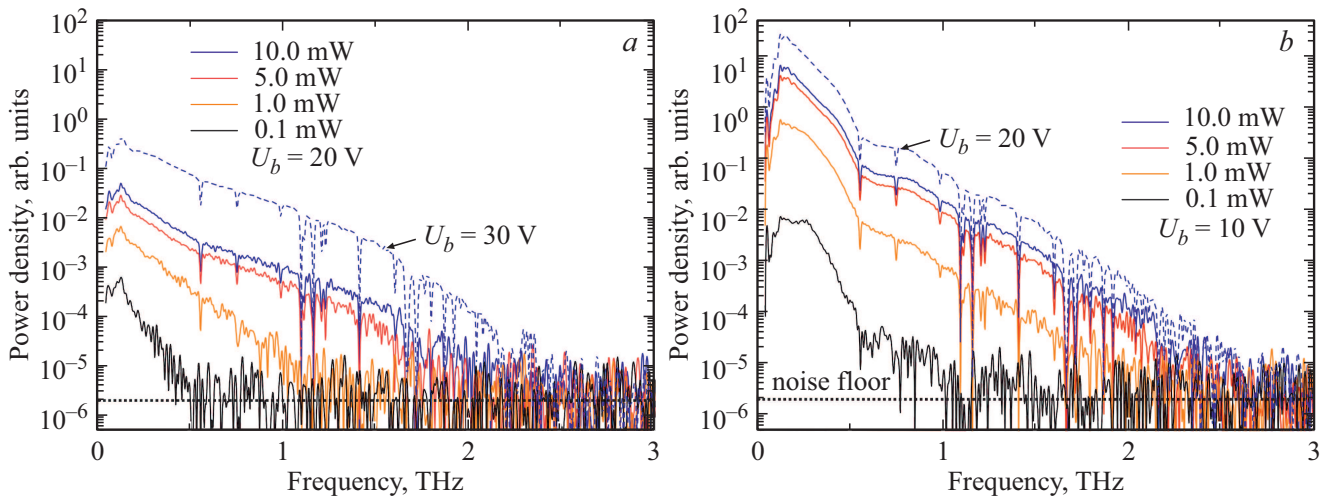 a
Power density, arb. units
10^2
10^1
10^0
10^-1
10^-2
10^-3
10^-4
10^-5
10^-6
10.0 mW
5.0 mW
1.0 mW
0.1 mW
U_b = 20 V
U_b = 30 V
0
1
2
3
Frequency, THz
b
Power density, arb. units
10^2
10^1
10^0
10^-1
10^-2
10^-3
10^-4
10^-5
10^-6
U_b = 20 V
10.0 mW
5.0 mW
1.0 mW
0.1 mW
U_b = 10 V
noise floor
0
1
2
3
Frequency, THz